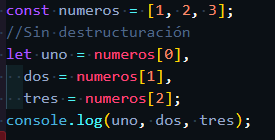 const numeros = [1, 2, 3];
//Sin destructuración
let uno = numeros[0],
  dos = numeros[1],
  tres = numeros[2];
console.log(uno, dos, tres);